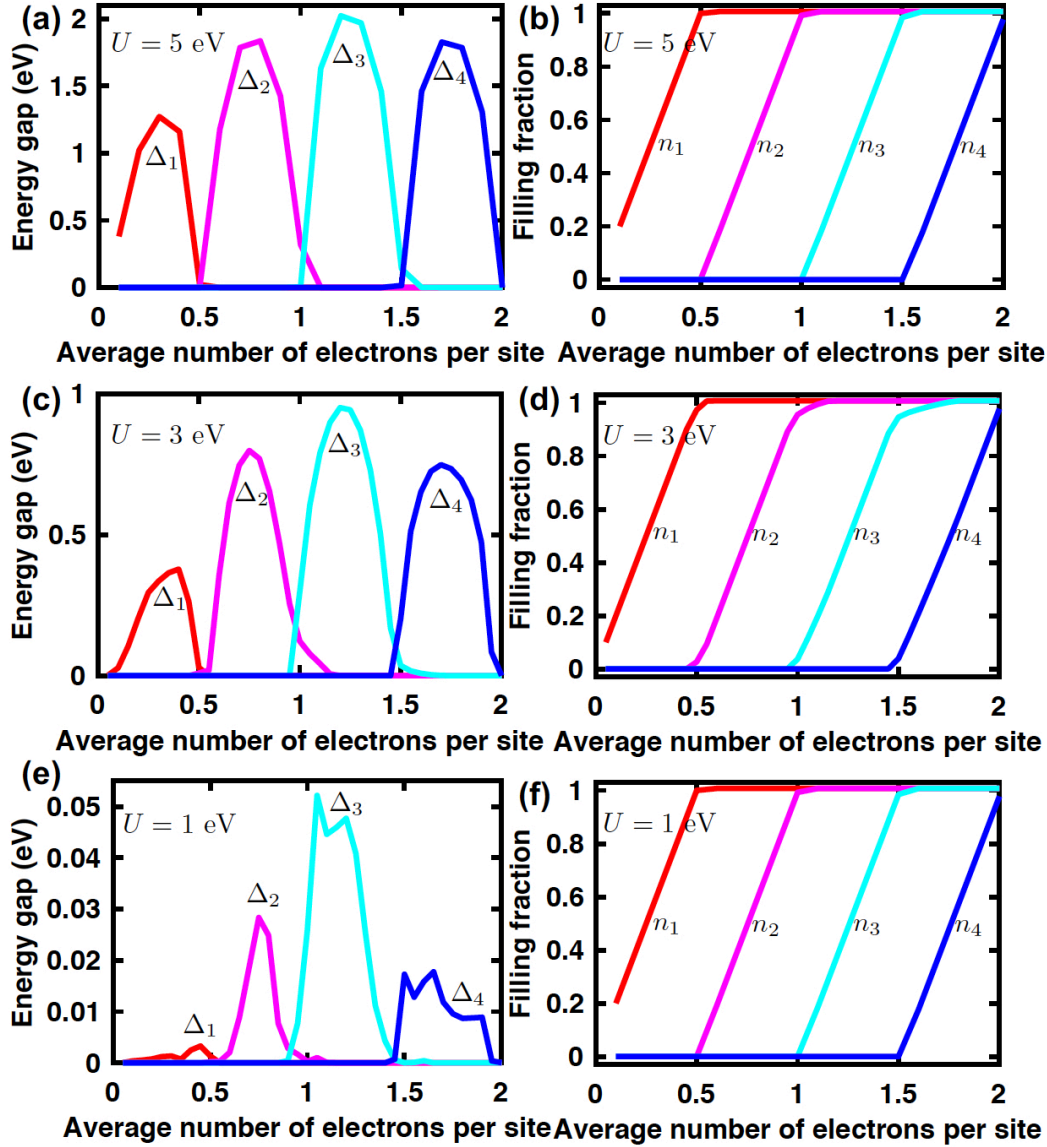 (a)
Energy gap (eV)
2
1.5
1
0.5
0
U = 5 eV
Δ1
Δ2
Δ3
Δ4
0 0.5 1 1.5 2
Average number of electrons per site
(b)
Filling fraction
1
0.8
0.6
0.4
0.2
0
U = 5 eV
n1
n2
n3
n4
0 0.5 1 1.5 2
Average number of electrons per site
(c)
Energy gap (eV)
1
0.5
0
U = 3 eV
Δ1
Δ2
Δ3
Δ4
0 0.5 1 1.5 2
Average number of electrons per site
(d)
Filling fraction
1
0.8
0.6
0.4
0.2
0
U = 3 eV
n1
n2
n3
n4
0 0.5 1 1.5 2
Average number of electrons per site
(e)
Energy gap (eV)
0.05
0.04
0.03
0.02
0.01
0
U = 1 eV
Δ1
Δ2
Δ3
Δ4
0 0.5 1 1.5 2
Average number of electrons per site
(f)
Filling fraction
1
0.8
0.6
0.4
0.2
0
U = 1 eV
n1
n2
n3
n4
0 0.5 1 1.5 2
Average number of electrons per site